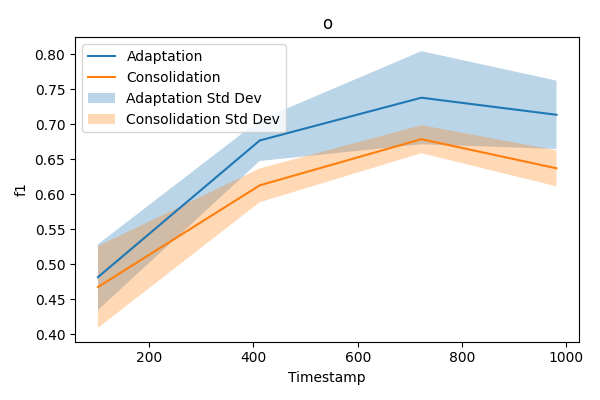 o
Adaptation
Consolidation
Adaptation Std Dev
Consolidation Std Dev
0.80
0.75
0.70
0.65
0.60
0.55
0.50
0.45
0.40
f1
200
400
600
800
1000
Timestamp